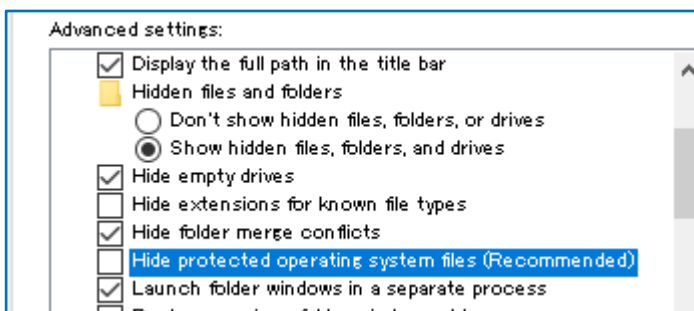 Advanced settings:
Display the full path in the title bar
Hidden files and folders
Don't show hidden files, folders, or drives
Show hidden files, folders, and drives
Hide empty drives
Hide extensions for known file types
Hide folder merge conflicts
Hide protected operating system files (Recommended)
Launch folder windows in a separate process